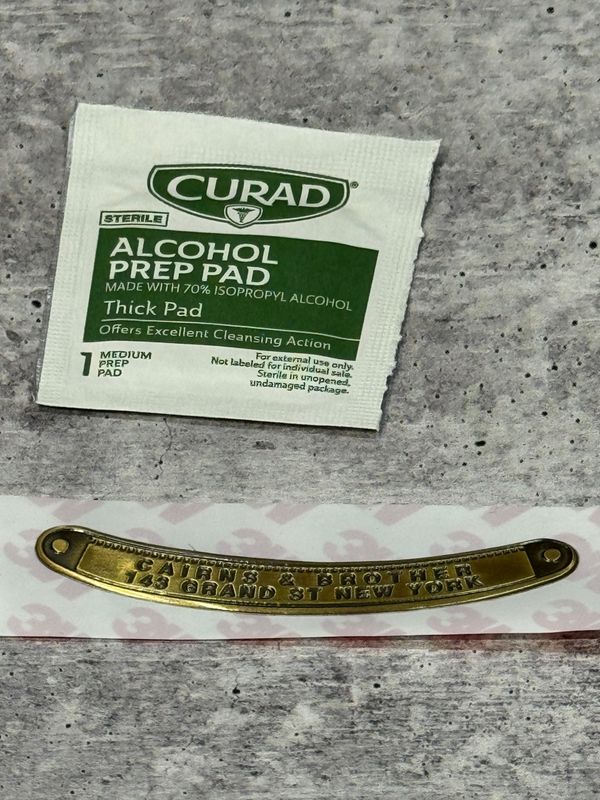 CURAD®
STERILE
ALCOHOL
PREP PAD
MADE WITH 70% ISOPROPYL ALCOHOL
Thick Pad
Offers Excellent Cleansing Action
1 MEDIUM
PREP
PAD
For external use only.
Not labeled for individual sale.
Sterile in unopened,
undamaged package.
CAIRNS & BROTHER
143 GRAND ST NEW YORK